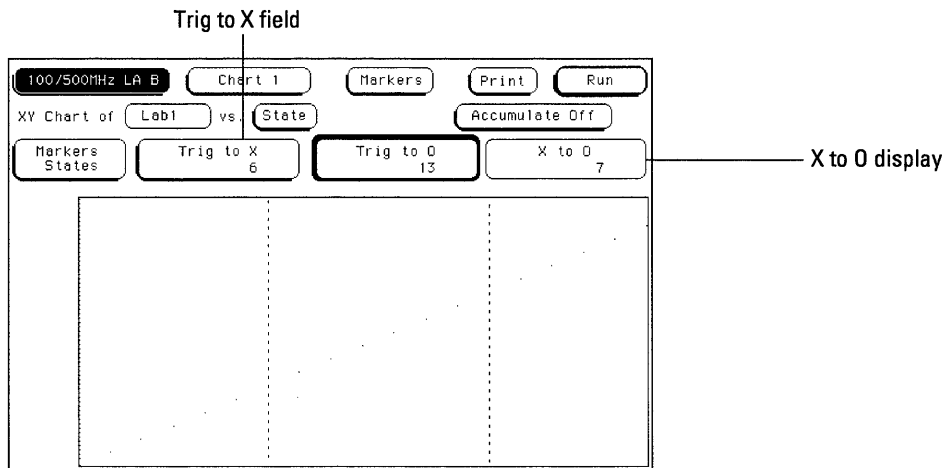 Trig to X field
100/500MHz LA B Chart 1 Markers Print Run
XY Chart of Lab1 vs. State Accumulate Off
Markers States Trig to X 6 Trig to O 13 X to O 7
X to O display